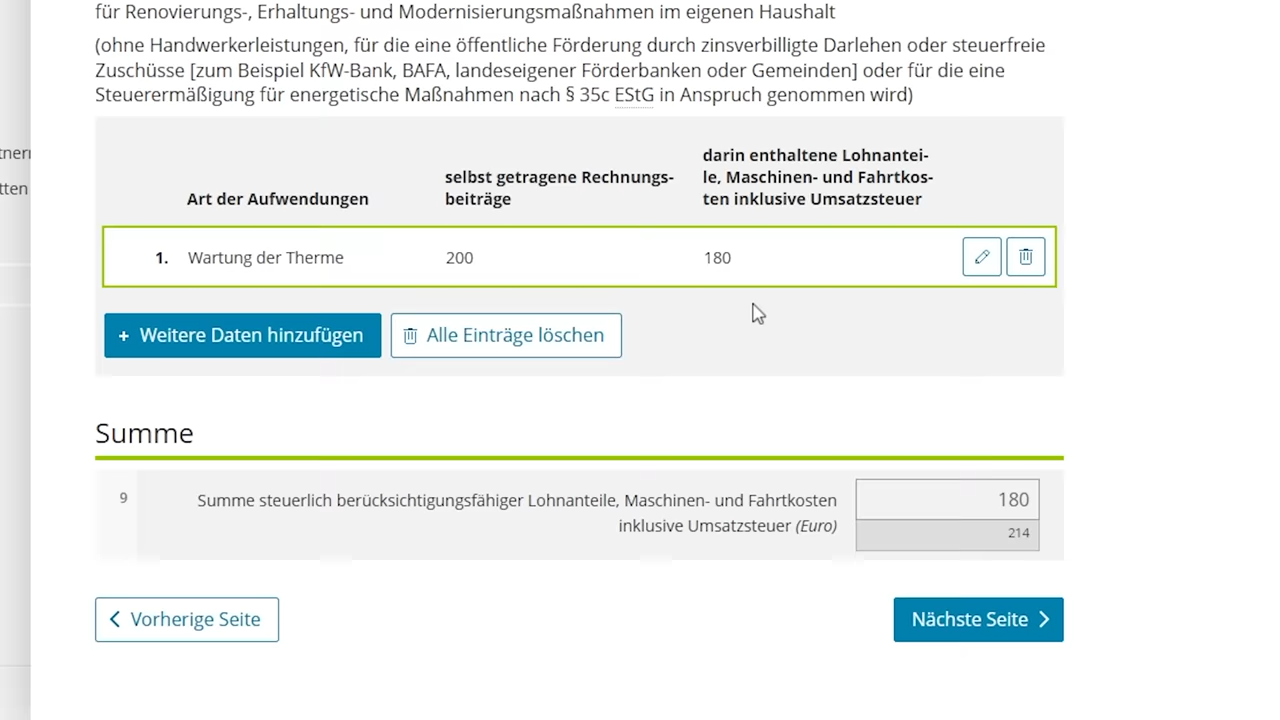 für Renovierungs-, Erhaltungs- und Modernisierungsmaßnahmen im eigenen Haushalt
(ohne Handwerkerleistungen, für die eine öffentliche Förderung durch zinsverbilligte Darlehen oder steuerfreie
Zuschüsse [zum Beispiel KfW-Bank, BAFA, landeseigener Förderbanken oder Gemeinden] oder für die eine
Steuerermäßigung für energetische Maßnahmen nach § 35c EStG in Anspruch genommen wird)
tnern
tten
Art der Aufwendungen
selbst getragene Rechnungs-
beiträge
darin enthaltene Lohnantei-
le, Maschinen- und Fahrtkos-
ten inklusive Umsatzsteuer
1. Wartung der Therme 200 180
+ Weitere Daten hinzufügen Alle Einträge löschen
Summe
9 Summe steuerlich berücksichtigungsfähiger Lohnanteile, Maschinen- und Fahrtkosten 180
inklusive Umsatzsteuer (Euro) 214
Vorherige Seite Nächste Seite